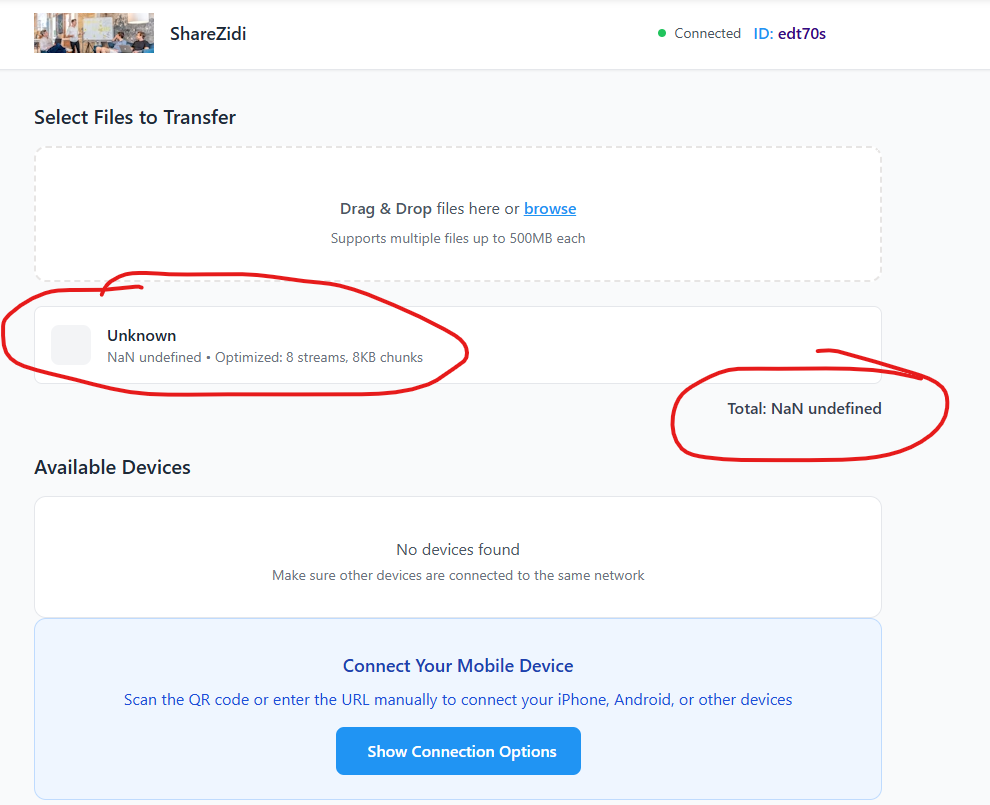 ShareZidi
Connected ID: edt70s
Select Files to Transfer
Drag & Drop files here or browse
Supports multiple files up to 500MB each
Unknown
NaN undefined • Optimized: 8 streams, 8KB chunks
Total: NaN undefined
Available Devices
No devices found
Make sure other devices are connected to the same network
Connect Your Mobile Device
Scan the QR code or enter the URL manually to connect your iPhone, Android, or other devices
Show Connection Options